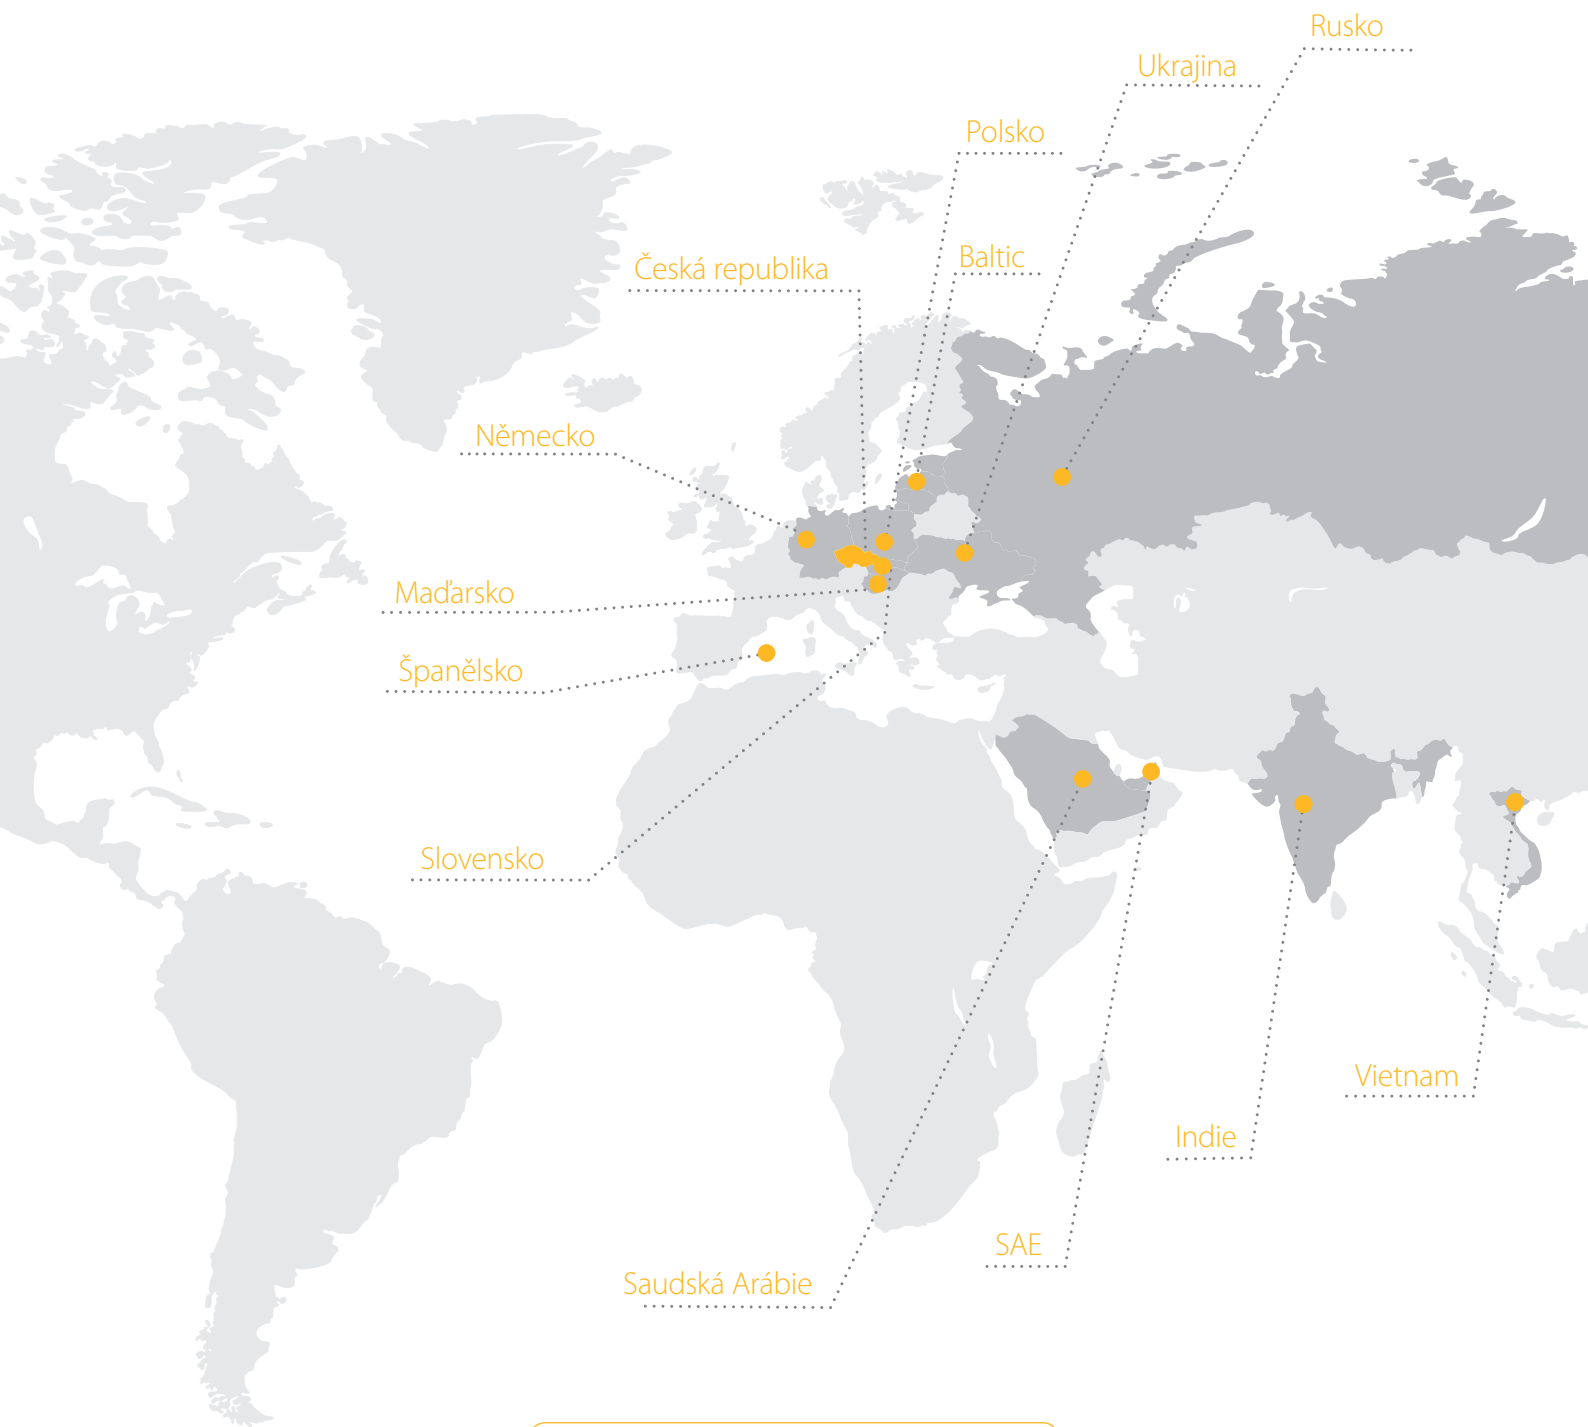 Rusko
Ukrajina
Polsko
Baltic
Česká republika
Německo
Maďarsko
Španělsko
Slovensko
Vietnam
Indie
SAE
Saudská Arábie